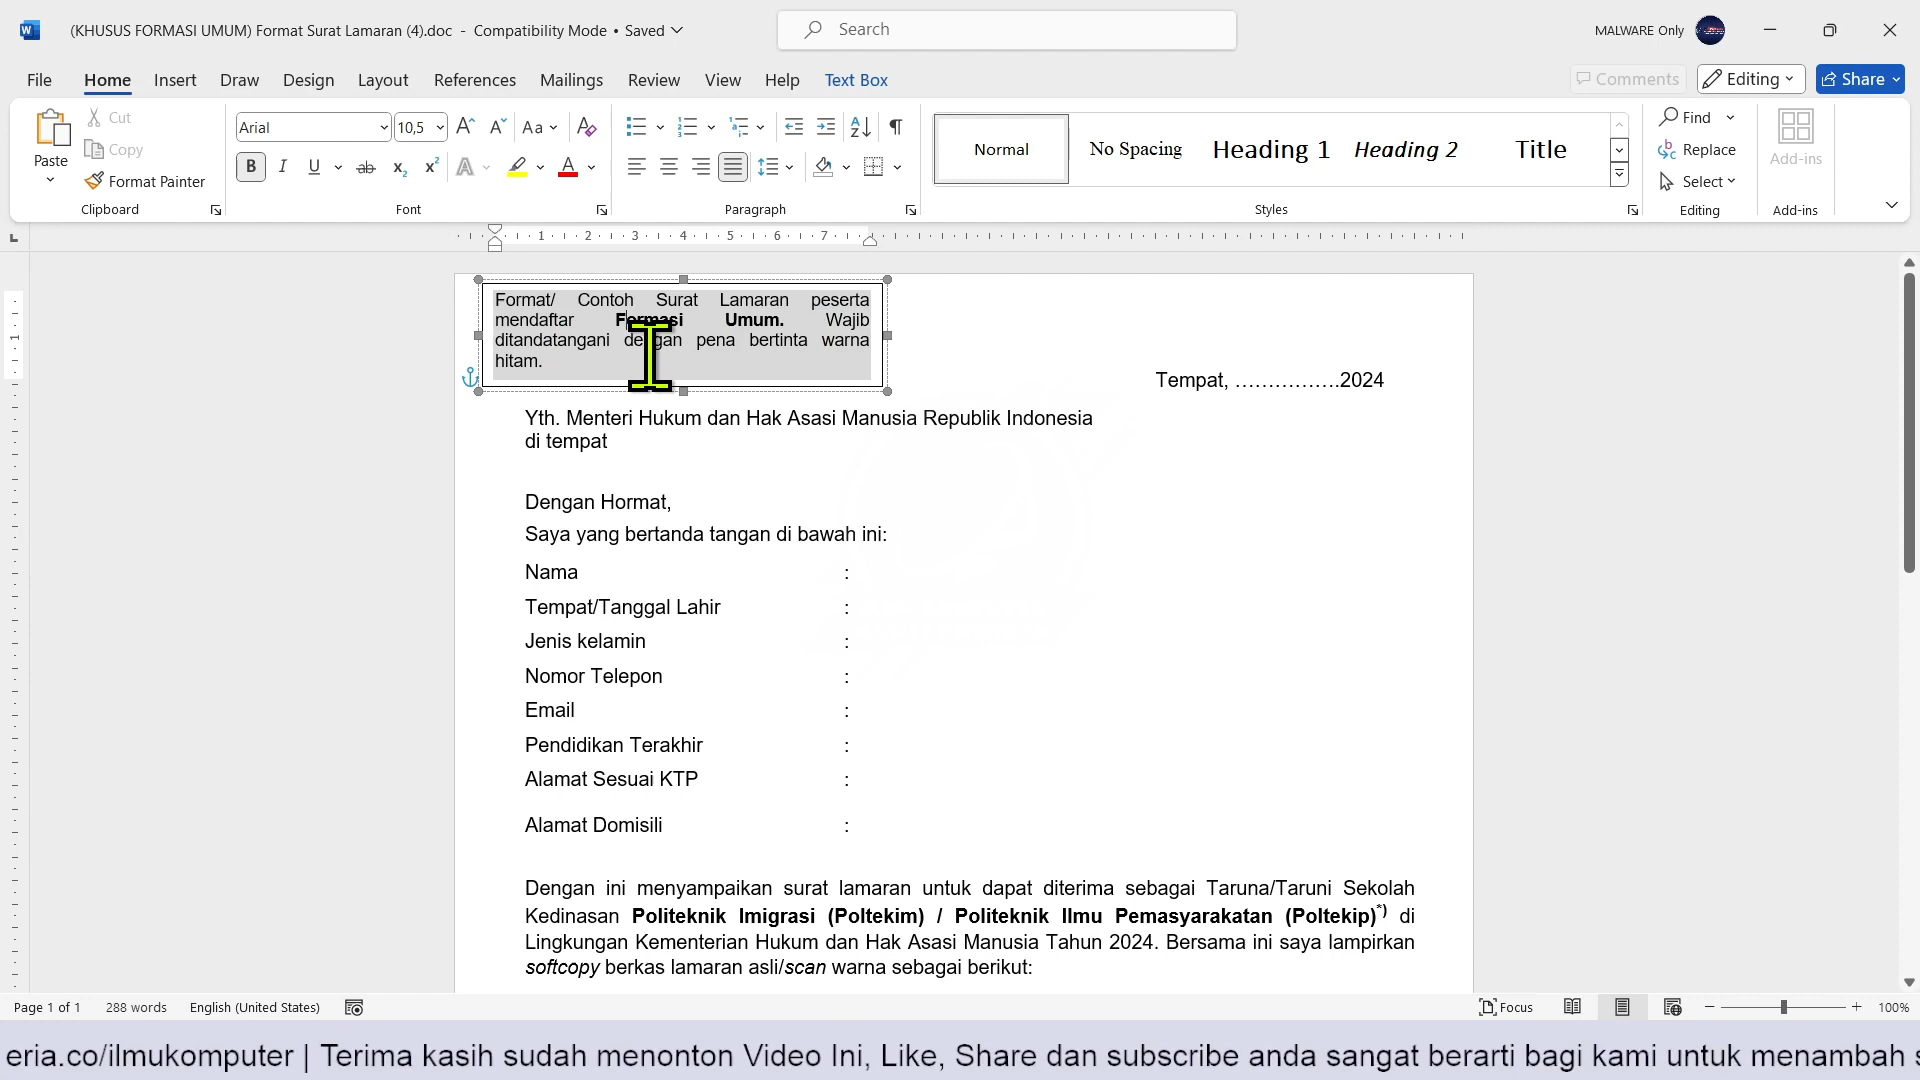 (KHUSUS FORMASI UMUM) Format Surat Lamaran (4).doc - Compatibility Mode • Saved
Search
MALWARE Only
File Home Insert Draw Design Layout References Mailings Review View Help Text Box
Comments Editing Share
Paste
Cut
Copy
Format Painter
Clipboard
Arial 10,5
Font
Paragraph
Normal No Spacing Heading 1 Heading 2 Title
Styles
Find
Replace
Select
Editing
Add-ins
Add-ins
1 2 3 4 5 6 7
1
Format/ Contoh Surat Lamaran peserta
mendaftar Formasi Umum. Wajib
ditandatangani dengan pena bertinta warna
hitam.
Tempat, …………….2024
Yth. Menteri Hukum dan Hak Asasi Manusia Republik Indonesia
di tempat
Dengan Hormat,
Saya yang bertanda tangan di bawah ini:
Nama :
Tempat/Tanggal Lahir :
Jenis kelamin :
Nomor Telepon :
Email :
Pendidikan Terakhir :
Alamat Sesuai KTP :
Alamat Domisili :
Dengan ini menyampaikan surat lamaran untuk dapat diterima sebagai Taruna/Taruni Sekolah
Kedinasan Politeknik Imigrasi (Poltekim) / Politeknik Ilmu Pemasyarakatan (Poltekip)*) di
Lingkungan Kementerian Hukum dan Hak Asasi Manusia Tahun 2024. Bersama ini saya lampirkan
softcopy berkas lamaran asli/scan warna sebagai berikut:
Page 1 of 1 288 words English (United States) Focus 100%
eria.co/ilmukomputer | Terima kasih sudah menonton Video Ini, Like, Share dan subscribe anda sangat berarti bagi kami untuk menambah s